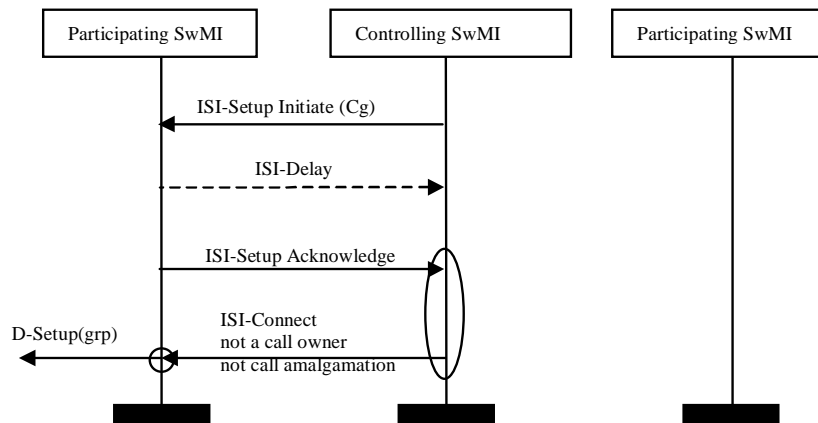 Participating SwMI
Controlling SwMI
Participating SwMI
ISI-Setup Initiate (Cg)
ISI-Delay
ISI-Setup Acknowledge
D-Setup(grp)
ISI-Connect
not a call owner
not call amalgamation